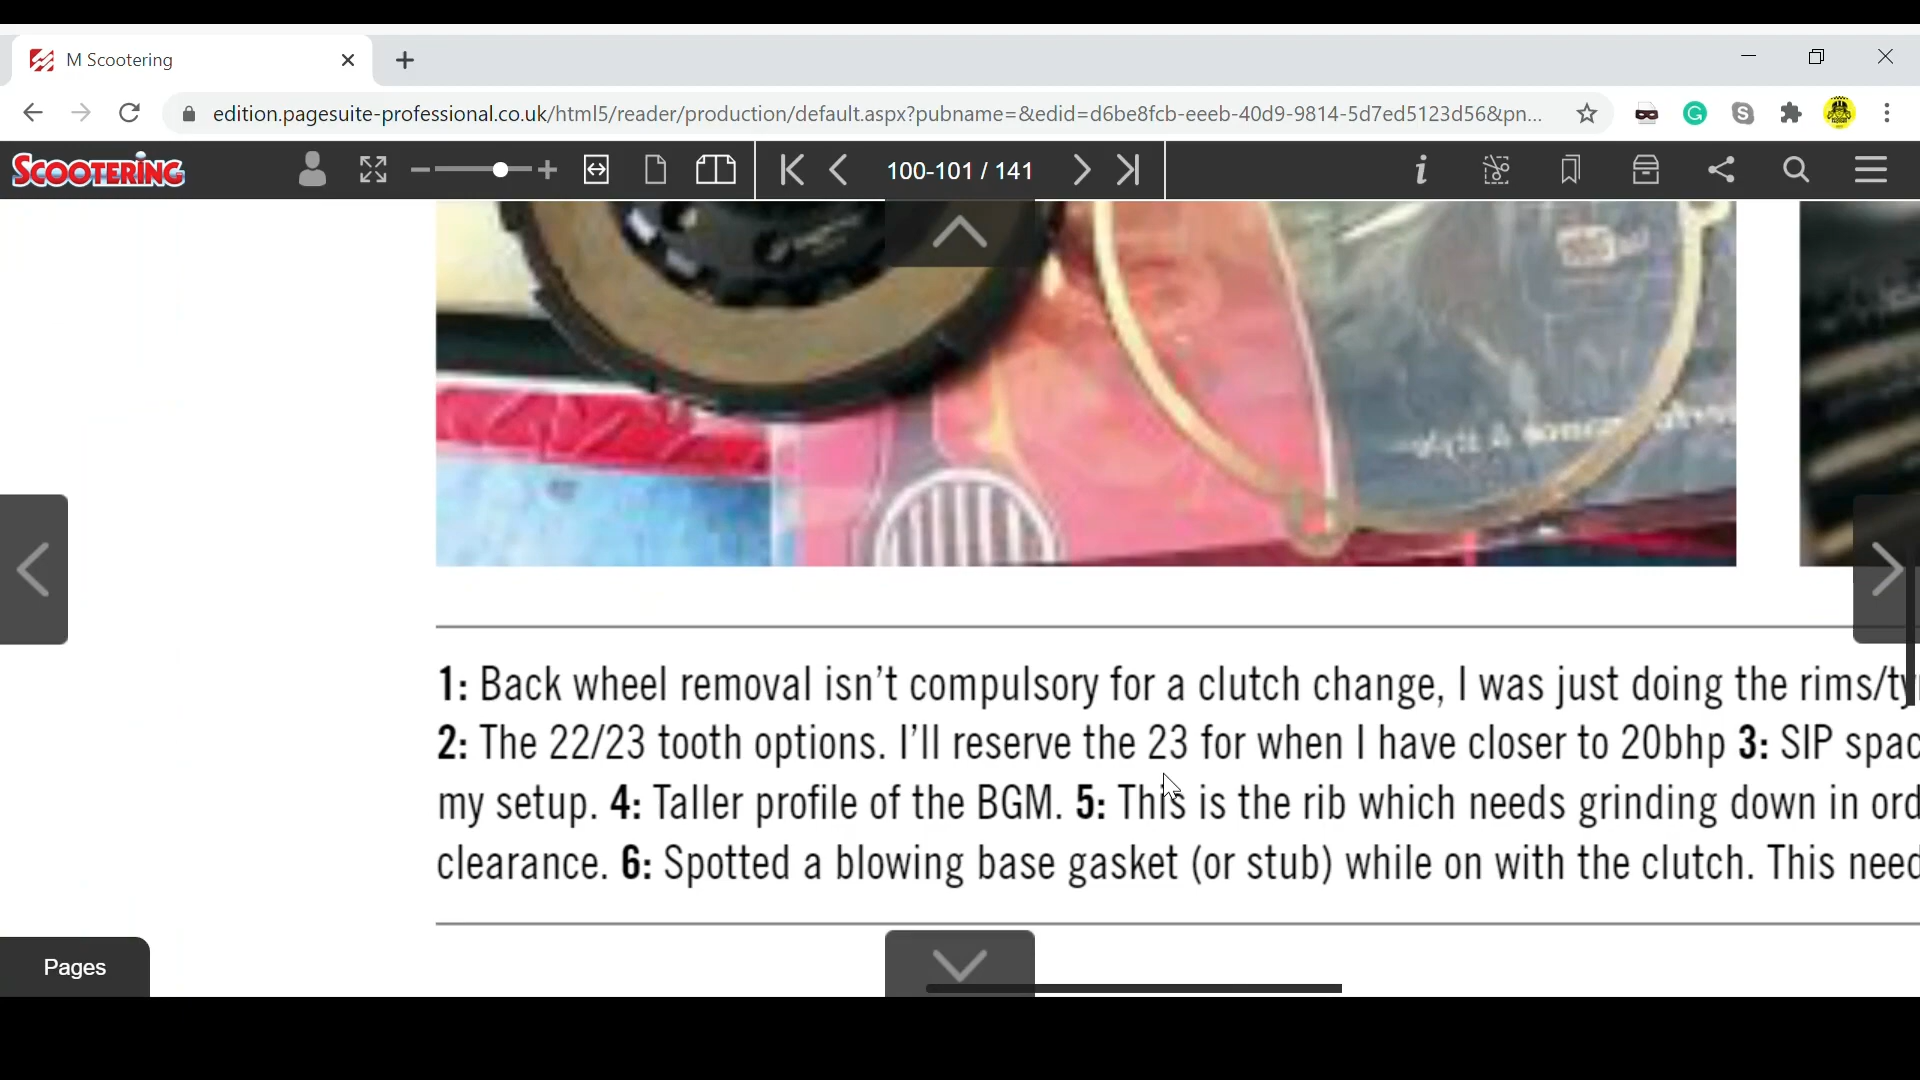 M Scootering
edition.pagesuite-professional.co.uk/html5/reader/production/default.aspx?pubname=&edid=d6be8fcb-eeeb-40d9-9814-5d7ed5123d56&pn...
SCOOTERING
100-101 / 141
1: Back wheel removal isn't compulsory for a clutch change, I was just doing the rims/ty
2: The 22/23 tooth options. I'll reserve the 23 for when I have closer to 20bhp 3: SIP spac
my setup. 4: Taller profile of the BGM. 5: This is the rib which needs grinding down in ord
clearance. 6: Spotted a blowing base gasket (or stub) while on with the clutch. This need
Pages